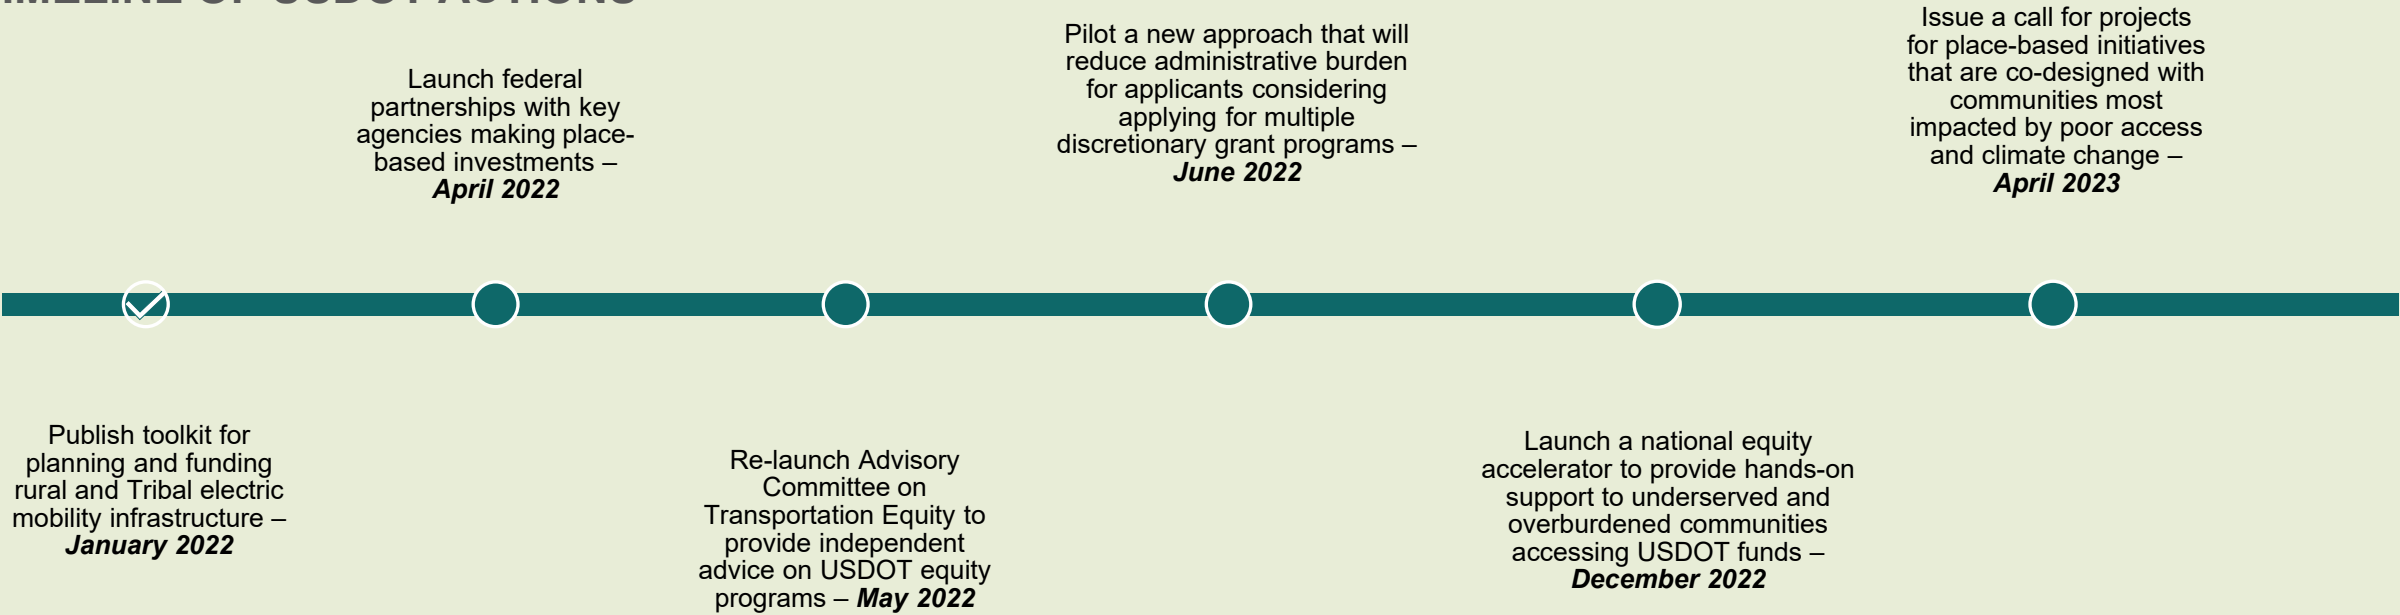 TIMELINE OF USDOT ACTIONS
Publish toolkit for
planning and funding
rural and Tribal electric
mobility infrastructure –
January 2022
Launch federal
partnerships with key
agencies making place-
based investments –
April 2022
Re-launch Advisory
Committee on
Transportation Equity to
provide independent
advice on USDOT equity
programs – May 2022
Pilot a new approach that will
reduce administrative burden
for applicants considering
applying for multiple
discretionary grant programs –
June 2022
Launch a national equity
accelerator to provide hands-on
support to underserved and
overburdened communities
accessing USDOT funds –
December 2022
Issue a call for projects
for place-based initiatives
that are co-designed with
communities most
impacted by poor access
and climate change –
April 2023